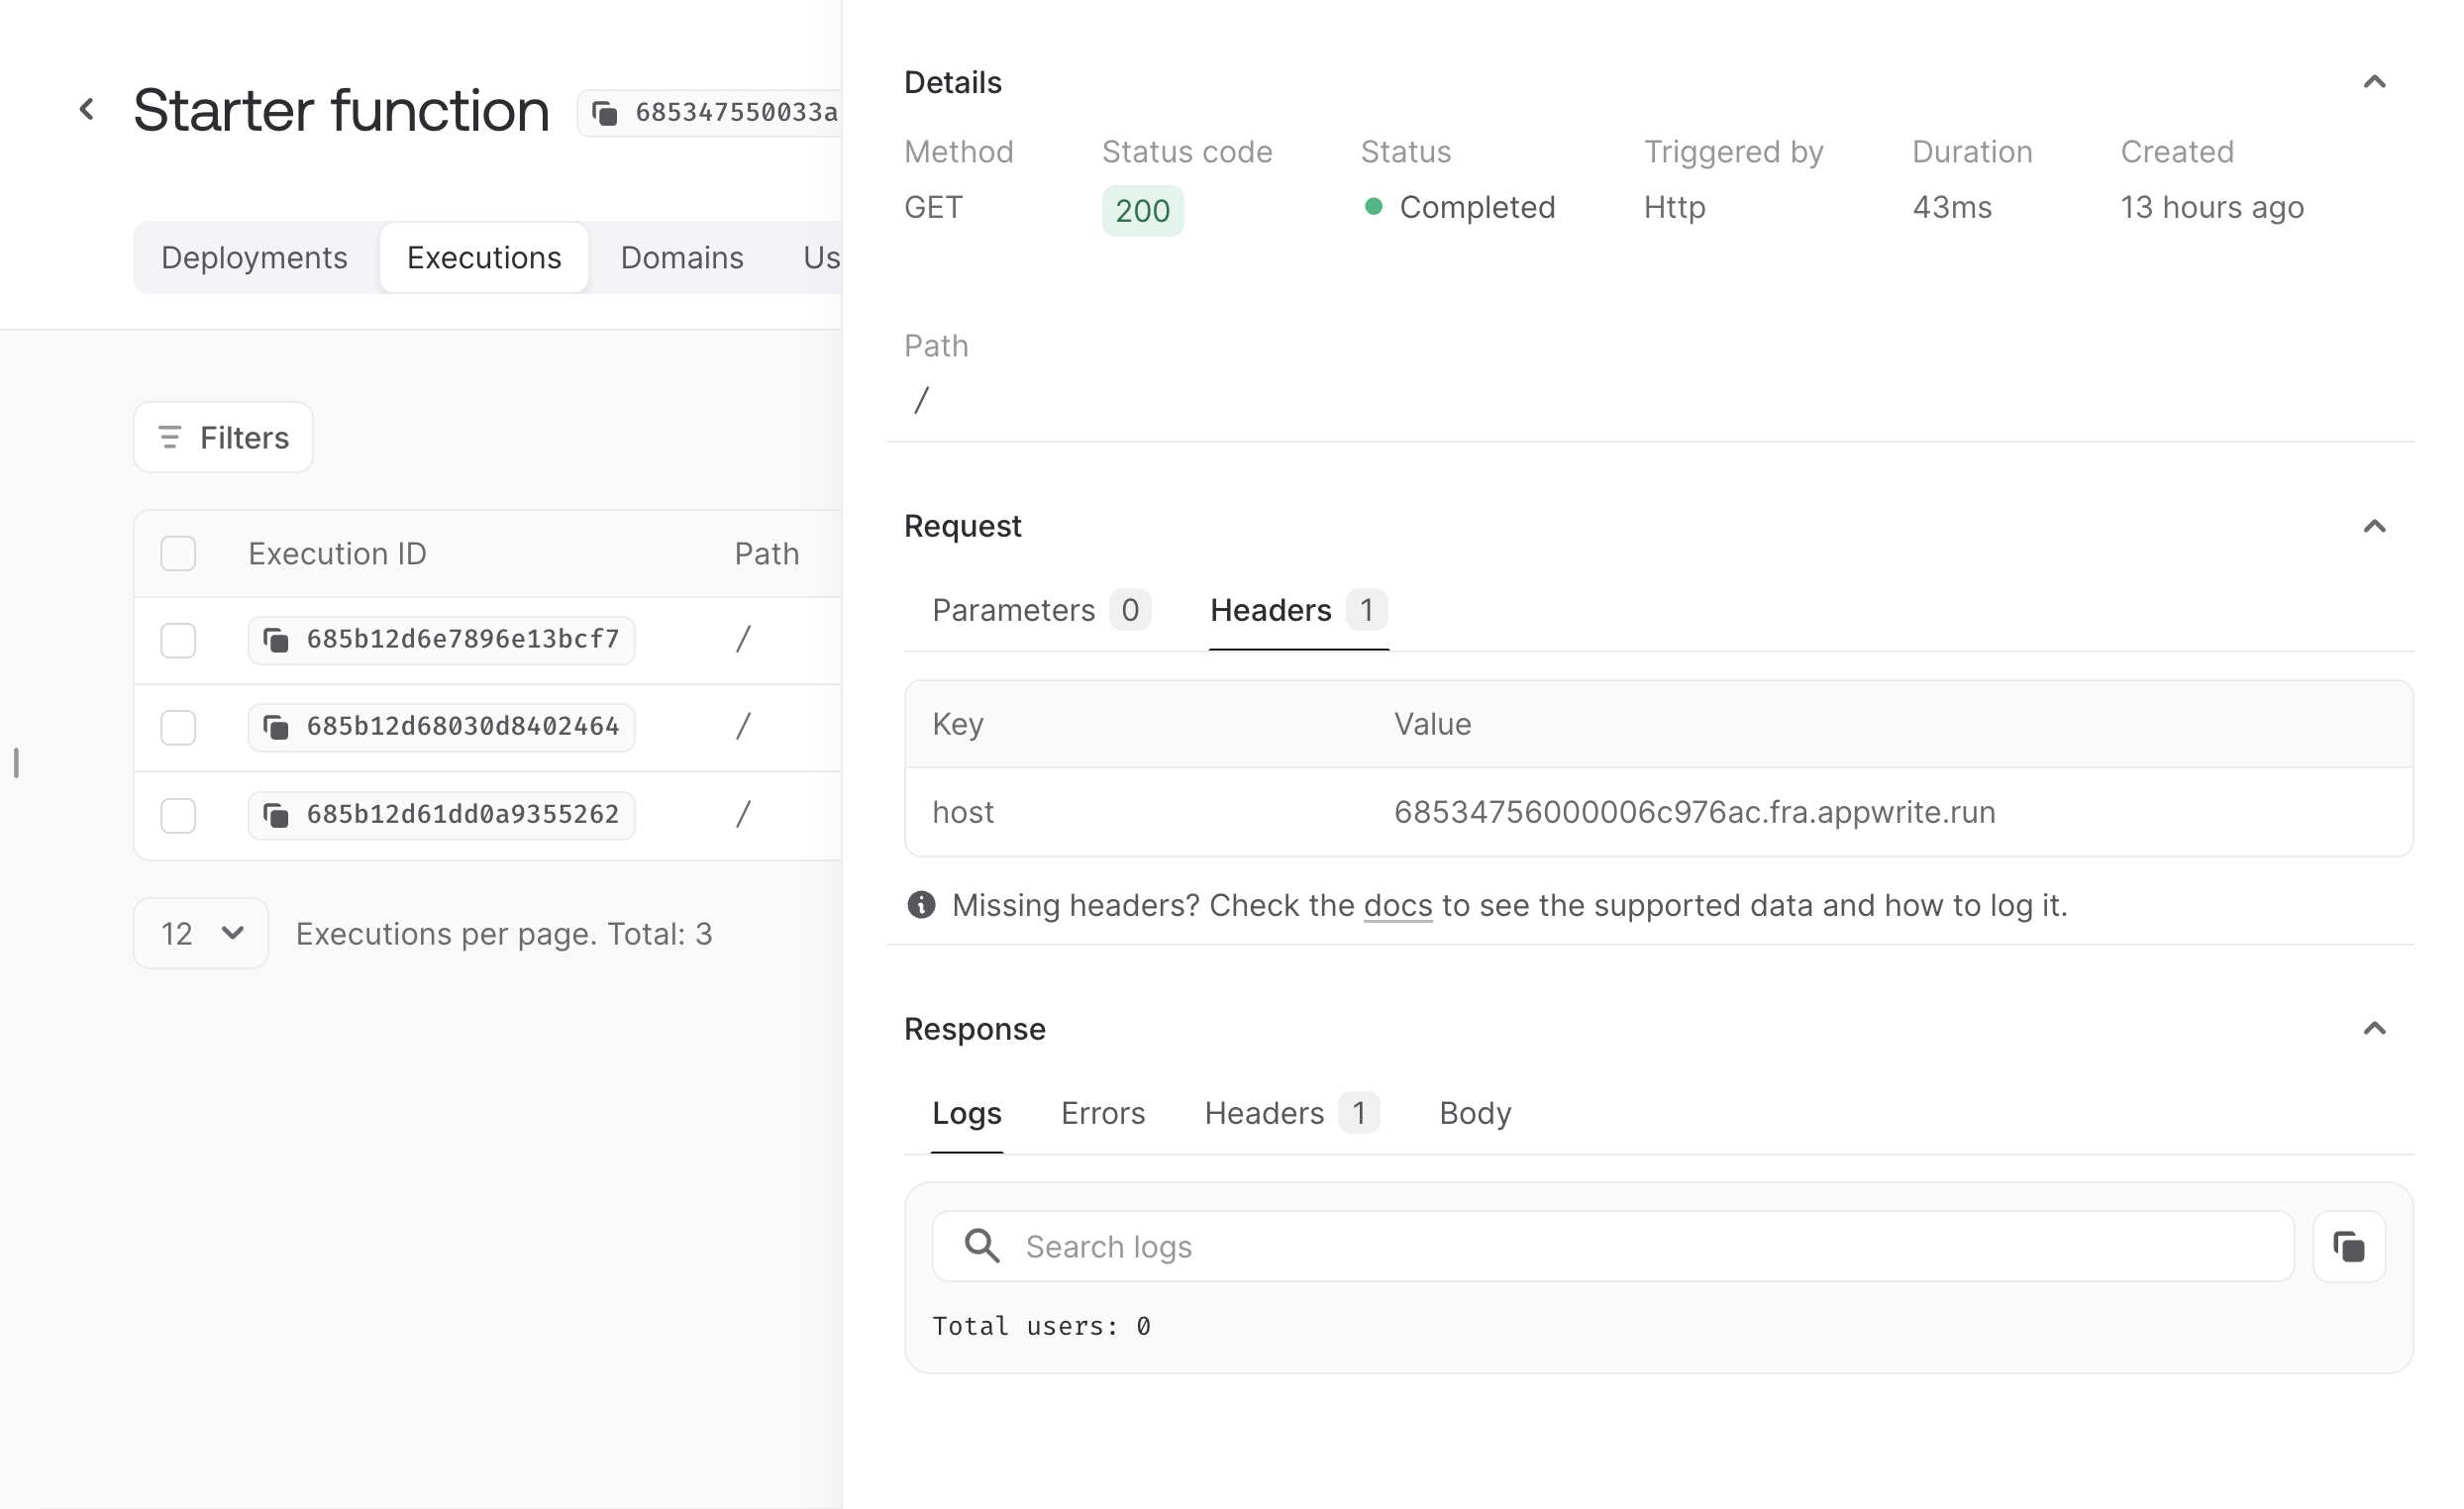 Starter function
685347550033a
Deployments
Executions
Domains
Us
Filters
Execution ID
Path
685b12d6e7896e13bcf7
/
685b12d68030d8402464
/
685b12d61dd0a9355262
/
12
Executions per page. Total: 3
Details
Method
Status code
Status
Triggered by
Duration
Created
GET
200
Completed
Http
43ms
13 hours ago
Path
/
Request
Parameters 0
Headers 1
Key
Value
host
68534756000006c976ac.fra.appwrite.run
Missing headers? Check the docs to see the supported data and how to log it.
Response
Logs
Errors
Headers 1
Body
Search logs
Total users: 0